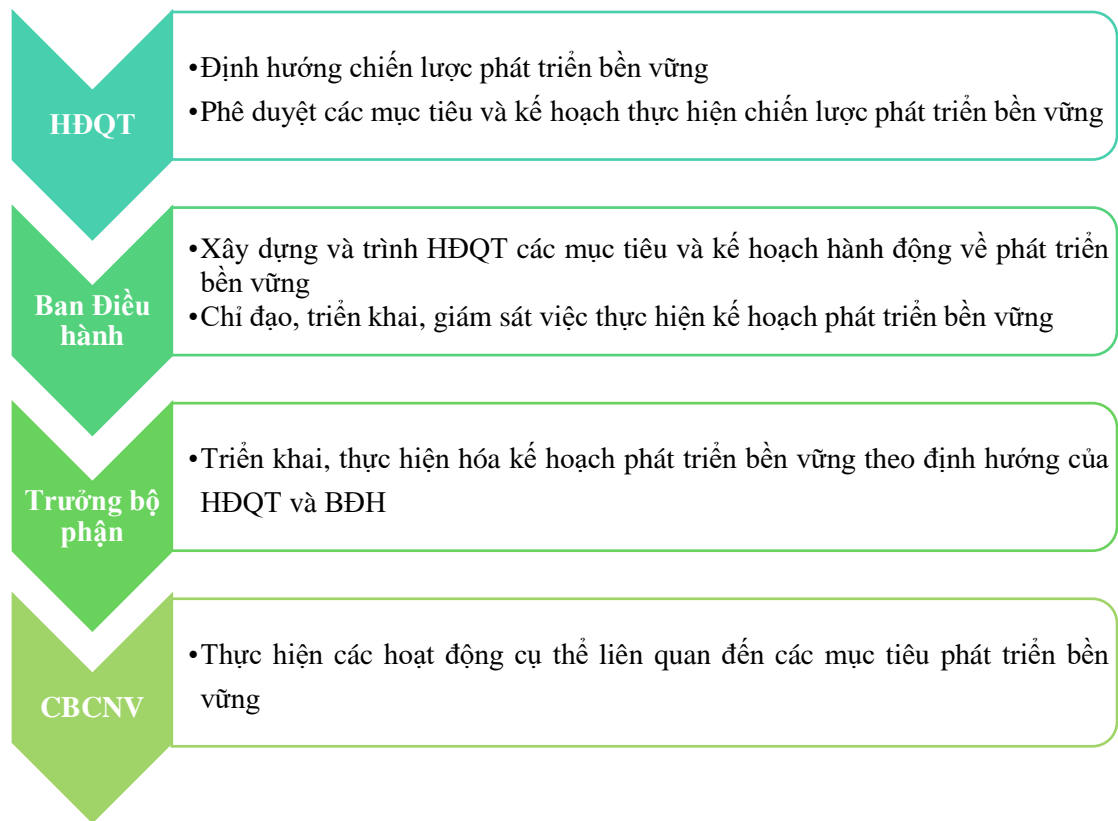 HĐQT
•Định hướng chiến lược phát triển bền vững
•Phê duyệt các mục tiêu và kế hoạch thực hiện chiến lược phát triển bền vững
Ban Điều
hành
•Xây dựng và trình HĐQT các mục tiêu và kế hoạch hành động về phát triển
bền vững
•Chỉ đạo, triển khai, giám sát việc thực hiện kế hoạch phát triển bền vững
Trưởng bộ
phận
•Triển khai, thực hiện hóa kế hoạch phát triển bền vững theo định hướng của
HĐQT và BĐH
CBCNV
•Thực hiện các hoạt động cụ thể liên quan đến các mục tiêu phát triển bền
vững